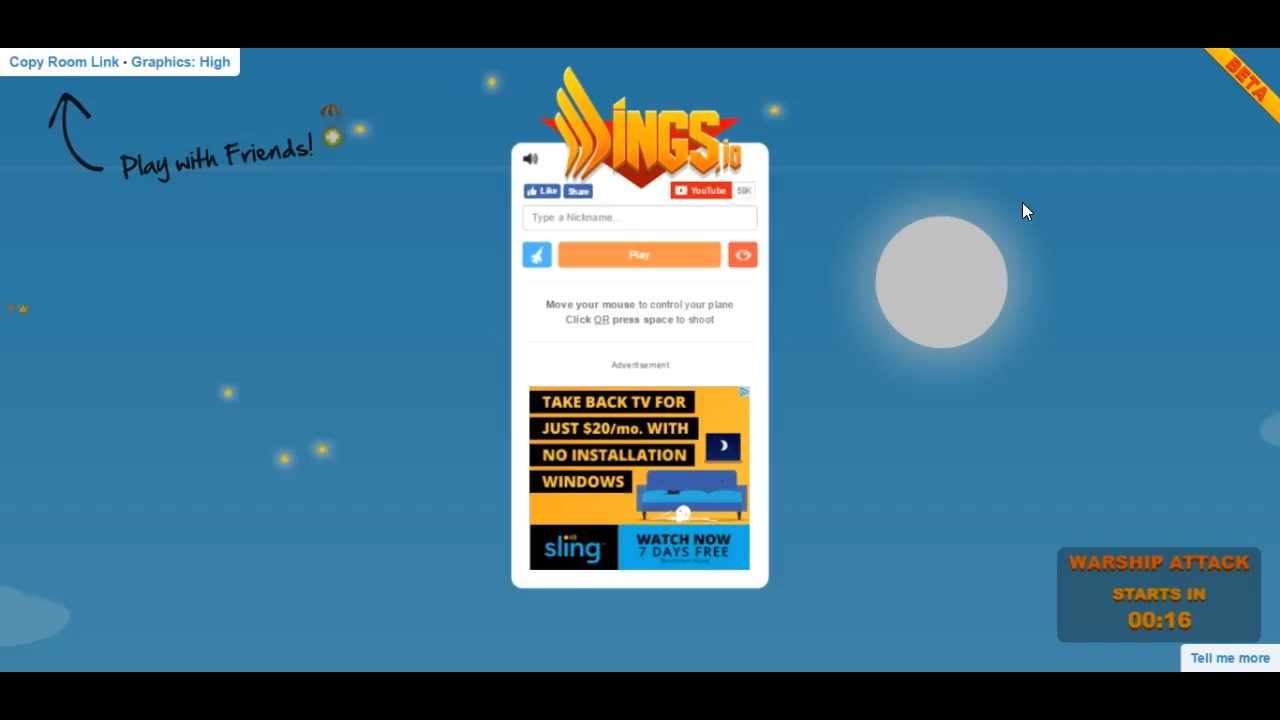 Copy Room Link • Graphics: High
BETA
Play with Friends!
WINGS.io
Like Share YouTube 59K
Type a Nickname...
Play
Move your mouse to control your plane
Click OR press space to shoot
Advertisement
TAKE BACK TV FOR
JUST $20/mo. WITH
NO INSTALLATION
WINDOWS
sling
WATCH NOW
7 DAYS FREE
WARSHIP ATTACK
STARTS IN
00:16
Tell me more